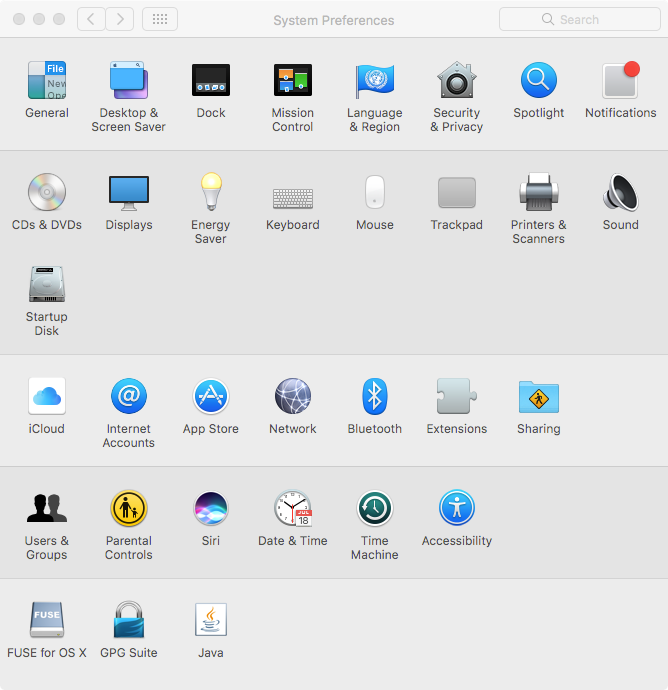 System Preferences
Search
File
New
Ope
General
Desktop &
Screen Saver
Dock
Mission
Control
Language
& Region
Security
& Privacy
Spotlight
Notifications
CDs & DVDs
Displays
Energy
Saver
Keyboard
Mouse
Trackpad
Printers &
Scanners
Sound
Startup
Disk
iCloud
@
Internet
Accounts
App Store
Network
Bluetooth
Extensions
Sharing
Users &
Groups
Parental
Controls
Siri
JUL
18
Date & Time
Time
Machine
Accessibility
FUSE
FUSE for OS X
GPG Suite
Java